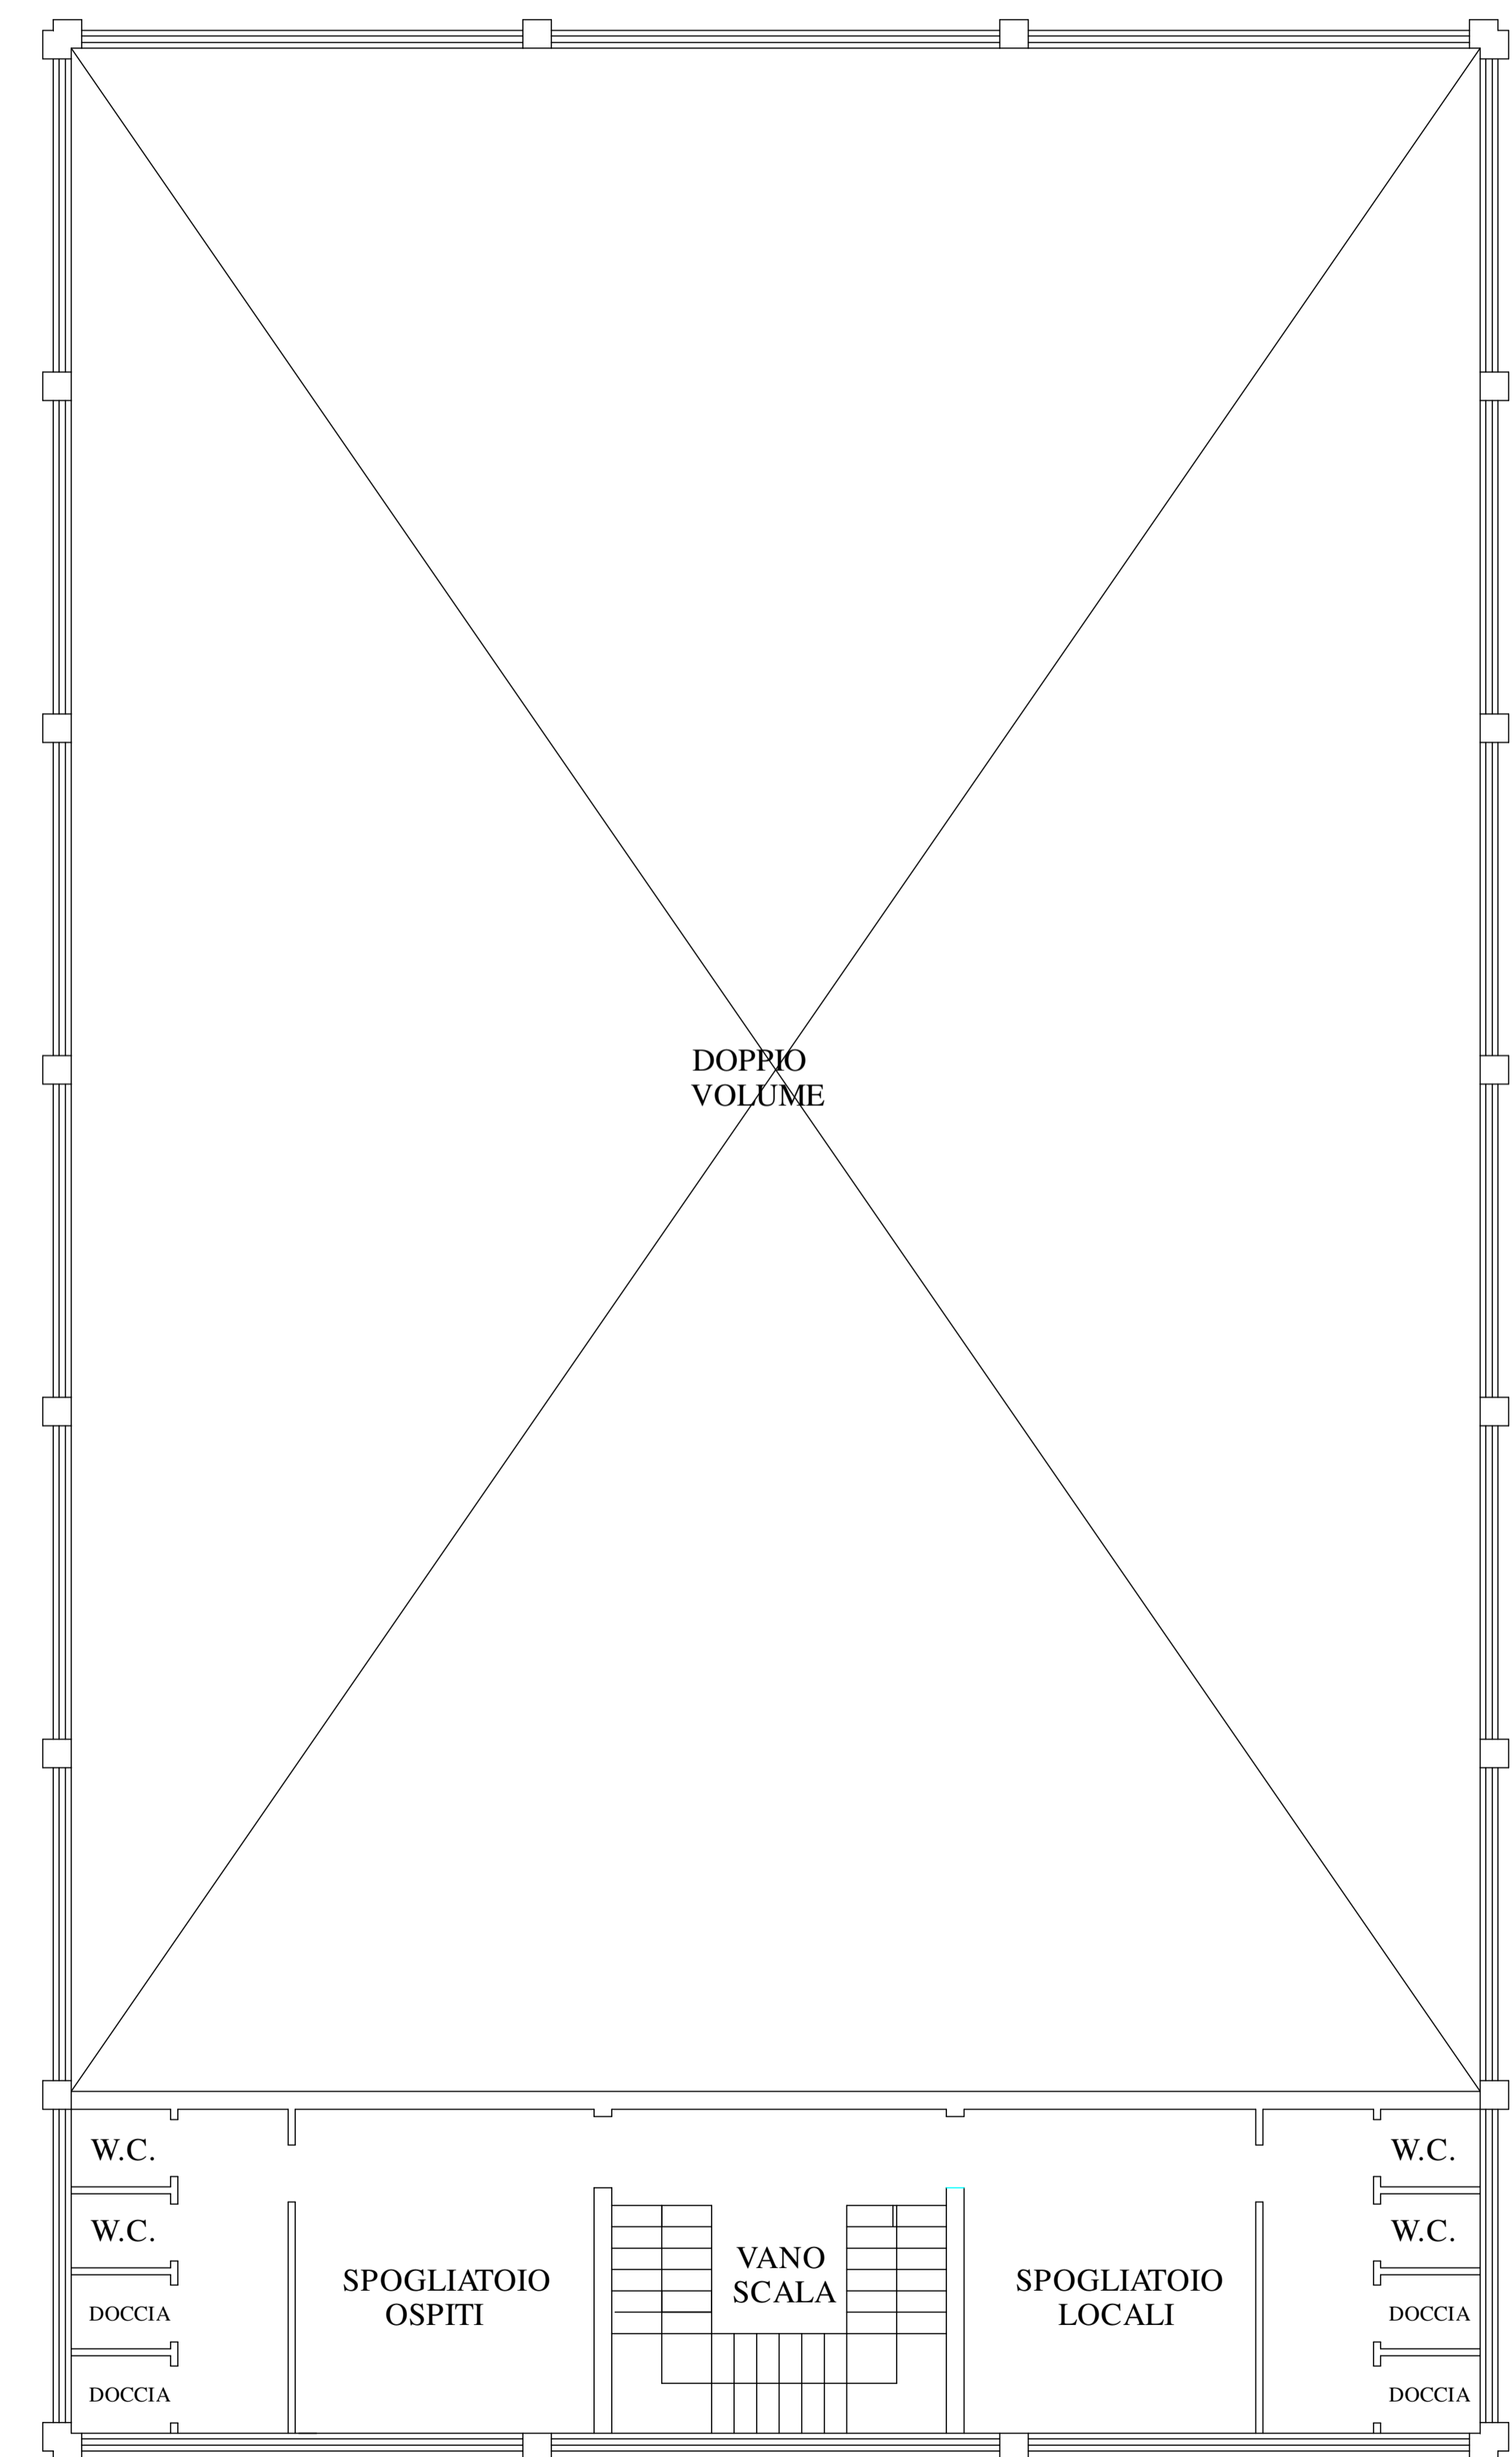 DOPPIO
VOLUME
W.C.
W.C.
W.C.
W.C.
VANO
SCALA
SPOGLIATOIO
OSPITI
SPOGLIATOIO
LOCALI
DOCCIA
DOCCIA
DOCCIA
DOCCIA